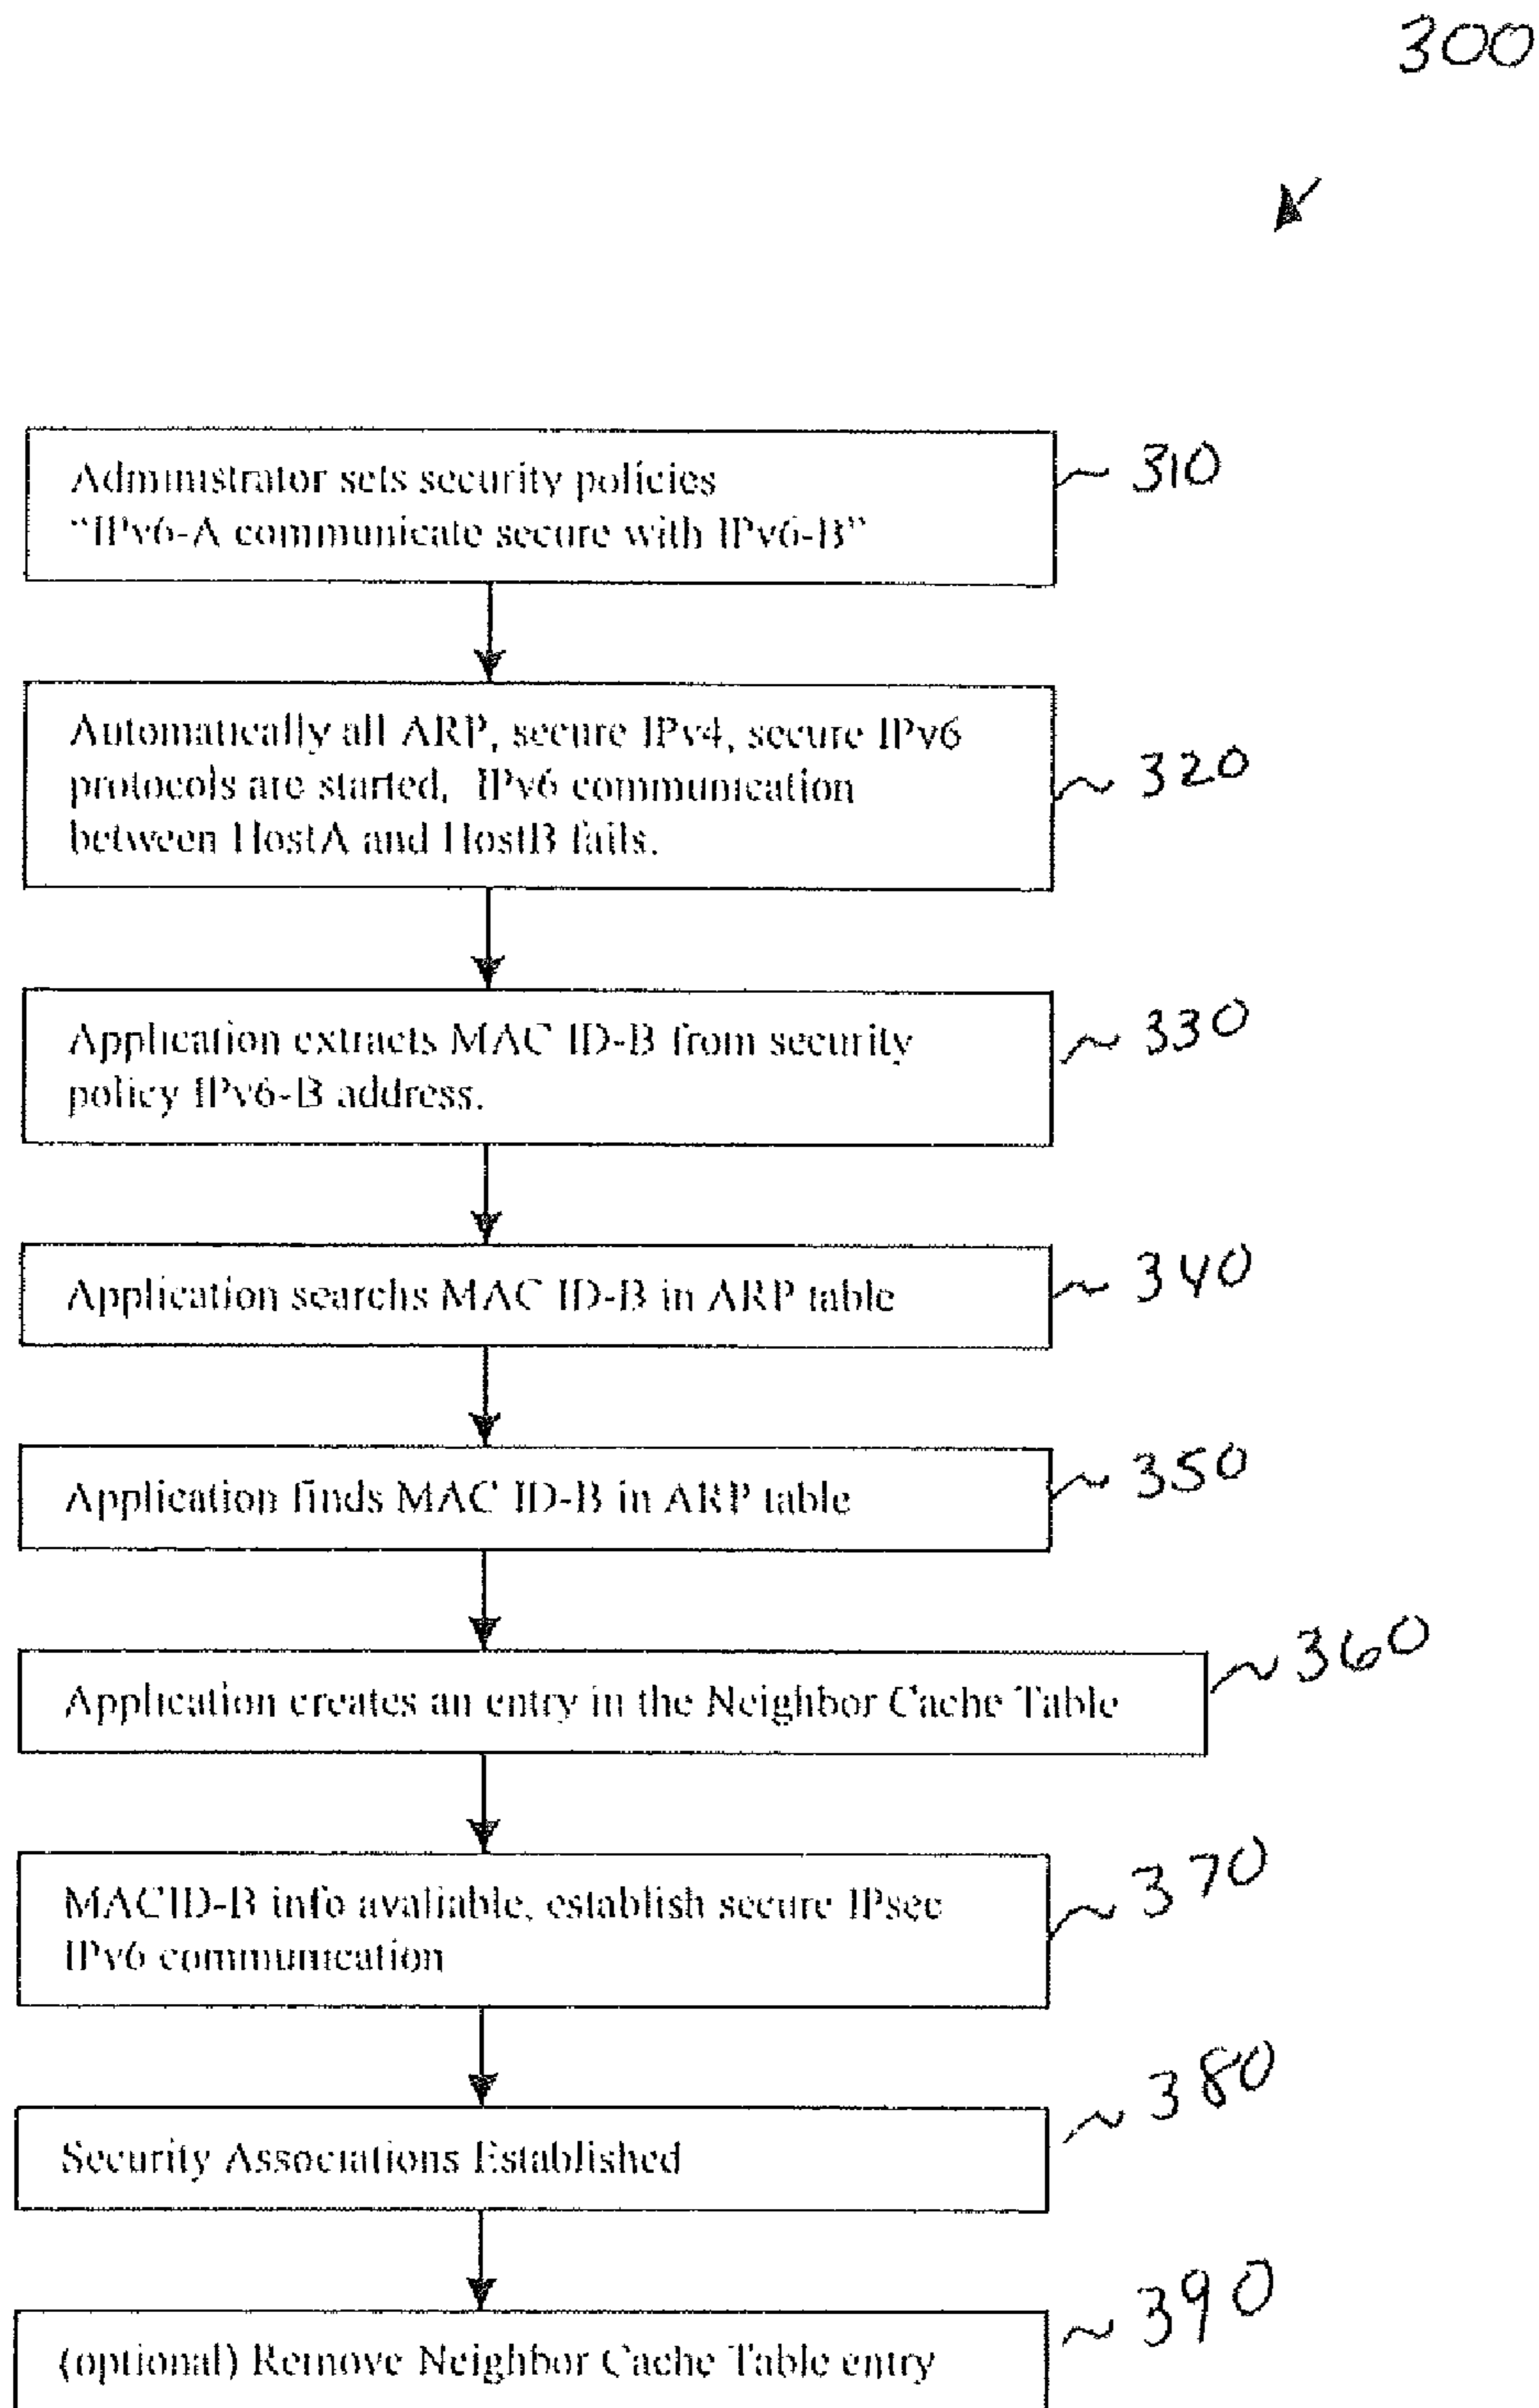 300
Administrator sets security policies
“IPv6-A communicate secure with IPv6-B”
310
Automatically all ARP, secure IPv4, secure IPv6
protocols are started, IPv6 communication
between HostA and HostB fails.
320
Application extracts MAC ID-B from security
policy IPv6-B address.
330
Application searchs MAC ID-B in ARP table
340
Application finds MAC ID-B in ARP table
350
Application creates an entry in the Neighbor Cache Table
360
MACID-B info avaliable, establish secure IPsec
IPv6 communication
370
Security Associations Established
380
(optional) Remove Neighbor Cache Table entry
390